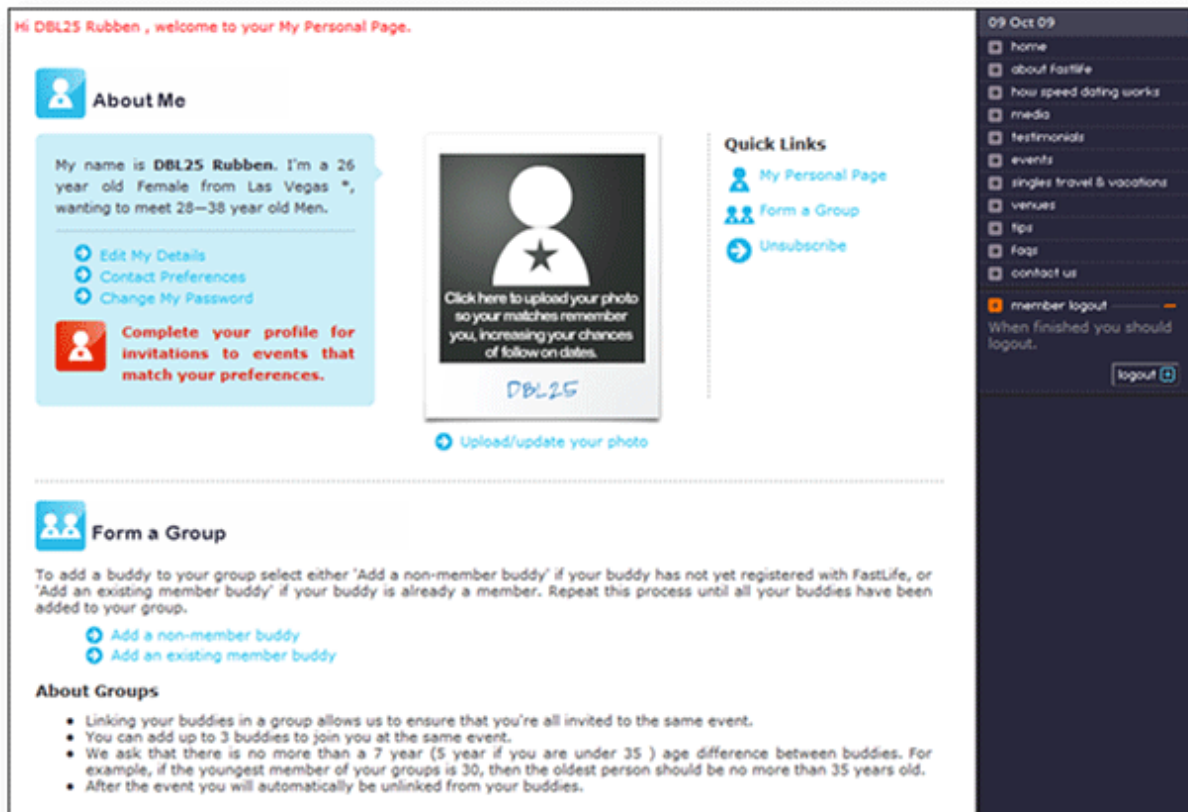 Hi DBL25 Rubben , welcome to your My Personal Page.
About Me
My name is DBL25 Rubben. I'm a 26
year old Female from Las Vegas *,
wanting to meet 28—38 year old Men.
Edit My Details
Contact Preferences
Change My Password
Complete your profile for
invitations to events that
match your preferences.
Click here to upload your photo
so your matches remember
you, increasing your chances
of follow on dates.
DBL25
Upload/update your photo
Quick Links
My Personal Page
Form a Group
Unsubscribe
Form a Group
To add a buddy to your group select either 'Add a non-member buddy' if your buddy has not yet registered with FastLife, or
'Add an existing member buddy' if your buddy is already a member. Repeat this process until all your buddies have been
added to your group.
Add a non-member buddy
Add an existing member buddy
About Groups
• Linking your buddies in a group allows us to ensure that you're all invited to the same event.
• You can add up to 3 buddies to join you at the same event.
• We ask that there is no more than a 7 year (5 year if you are under 35 ) age difference between buddies. For
example, if the youngest member of your groups is 30, then the oldest person should be no more than 35 years old.
• After the event you will automatically be unlinked from your buddies.
09 Oct 09
home
about fastlife
how speed dating works
media
testimonials
events
singles travel & vacations
venues
tips
faqs
contact us
member logout
When finished you should
logout.
logout